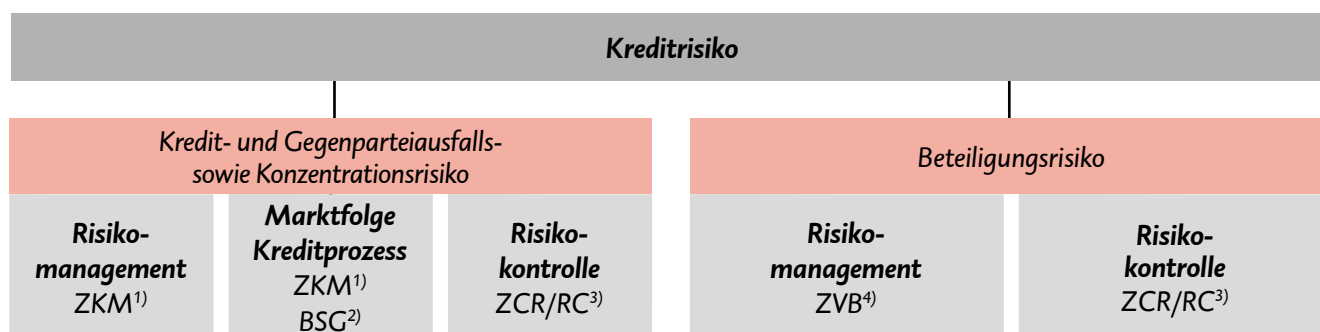 Kreditrisiko
Kredit- und Gegenparteiausfalls-
sowie Konzentrationsrisiko
Risiko-
management
ZKM1)
Marktfolge
Kreditprozess
ZKM1)
BSG2)
Risiko-
kontrolle
ZCR/RC3)
Beteiligungsrisiko
Risiko-
management
ZVB4)
Risiko-
kontrolle
ZCR/RC3)